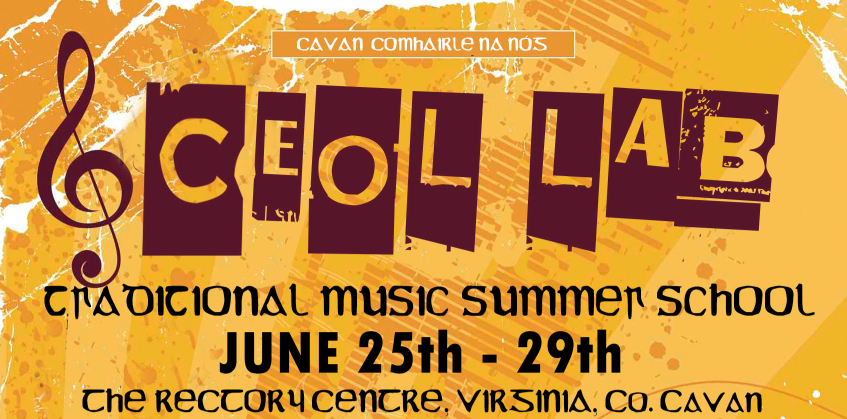 CAVAN COMHAIRLE NA NÓG
CEOL LAB
TRADITIONAL MUSIC SUMMER SCHOOL
JUNE 25th - 29th
THE RECTORY CENTRE, VIRGINIA, CO. CAVAN